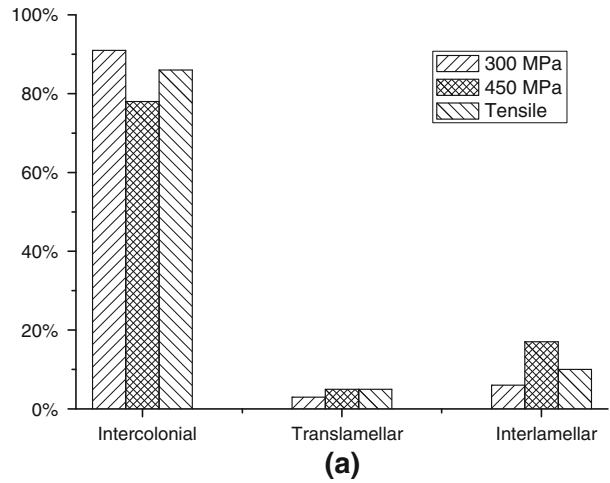 100%
80%
60%
40%
20%
0%
300 MPa
450 MPa
Tensile
Intercolonial Translamellar Interlamellar
(a)